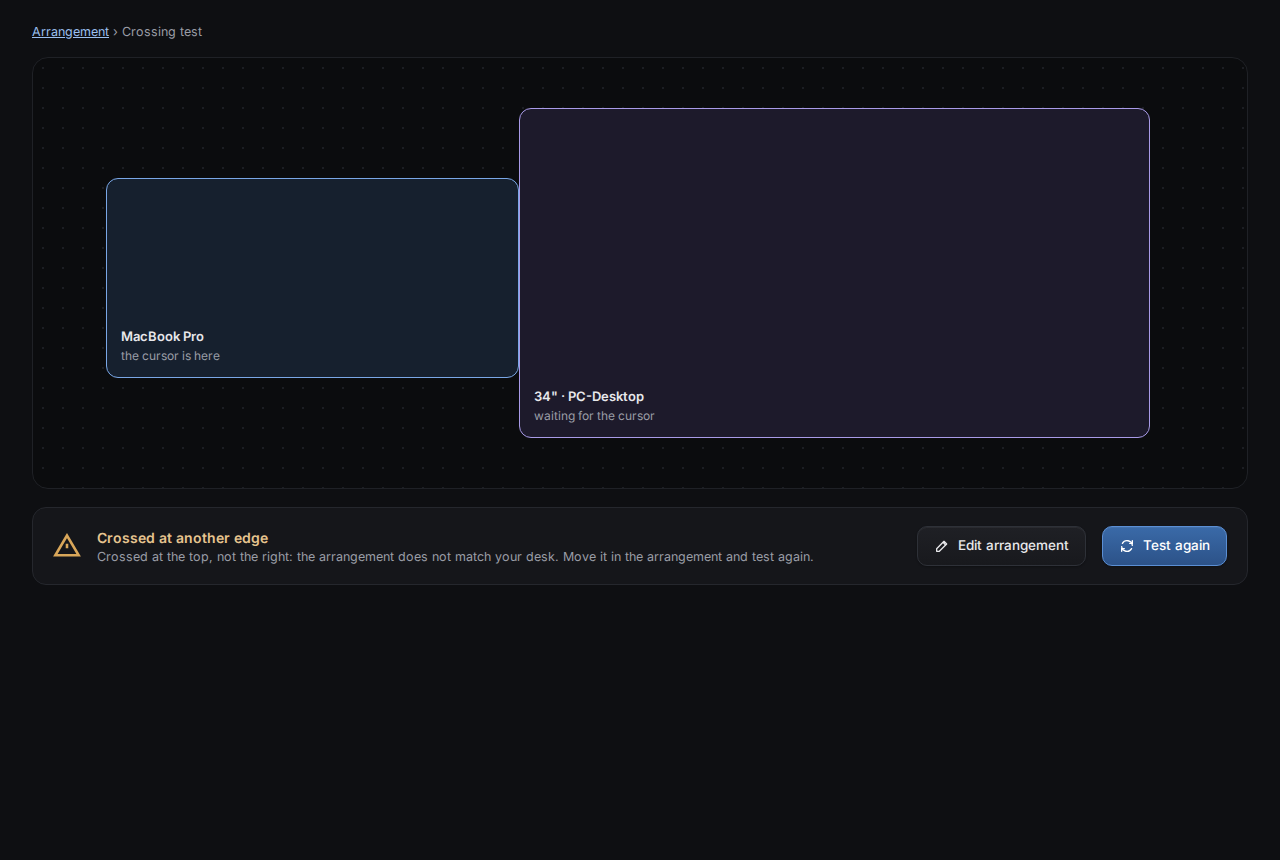 Arrangement › Crossing test
MacBook Pro
the cursor is here
34" · PC-Desktop
waiting for the cursor
Crossed at another edge
Crossed at the top, not the right: the arrangement does not match your desk. Move it in the arrangement and test again.
Edit arrangement
Test again